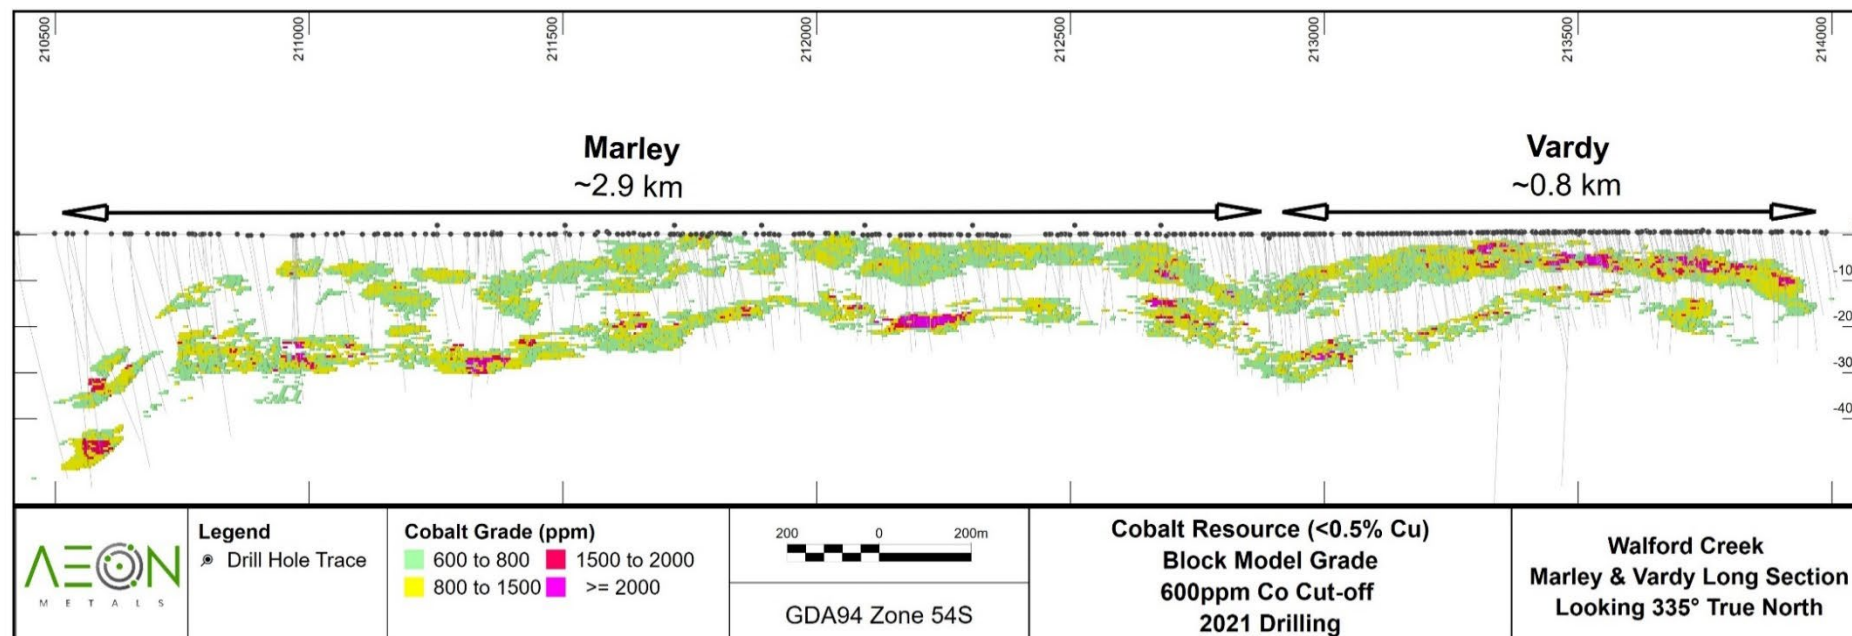 210500
211000
211500
212000
212500
213000
213500
214000
Marley
~2.9 km
Vardy
~0.8 km
-10
-20
-30
-40
AEON
METALS
Legend
Drill Hole Trace
Cobalt Grade (ppm)
600 to 800
1500 to 2000
800 to 1500
>= 2000
200 0 200m
GDA94 Zone 54S
Cobalt Resource (<0.5% Cu)
Block Model Grade
600ppm Co Cut-off
2021 Drilling
Walford Creek
Marley & Vardy Long Section
Looking 335° True North